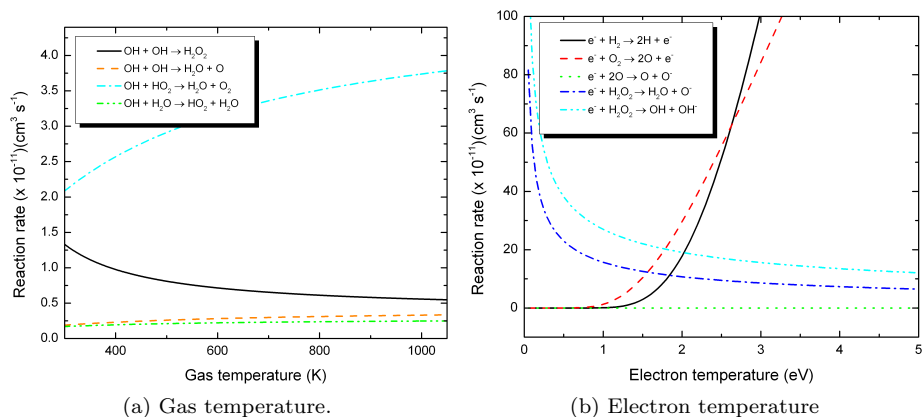 4.0
3.5
3.0
2.5
2.0
1.5
1.0
0.5
0.0
Reaction rate (x 10⁻¹¹)(cm³ s⁻¹)
OH + OH → H₂O₂
OH + OH → H₂O + O
OH + HO₂ → H₂O + O₂
OH + H₂O → HO₂ + H₂O
400 600 800 1000
Gas temperature (K)
(a) Gas temperature.
100
80
60
40
20
0
Reaction rate (x 10⁻¹¹)(cm³ s⁻¹)
e⁻ + H₂ → 2H + e⁻
e⁻ + O₂ → 2O + e⁻
e⁻ + 2O → O + O⁻
e⁻ + H₂O₂ → H₂O + O⁻
e⁻ + H₂O₂ → OH + OH⁻
0 1 2 3 4 5
Electron temperature (eV)
(b) Electron temperature